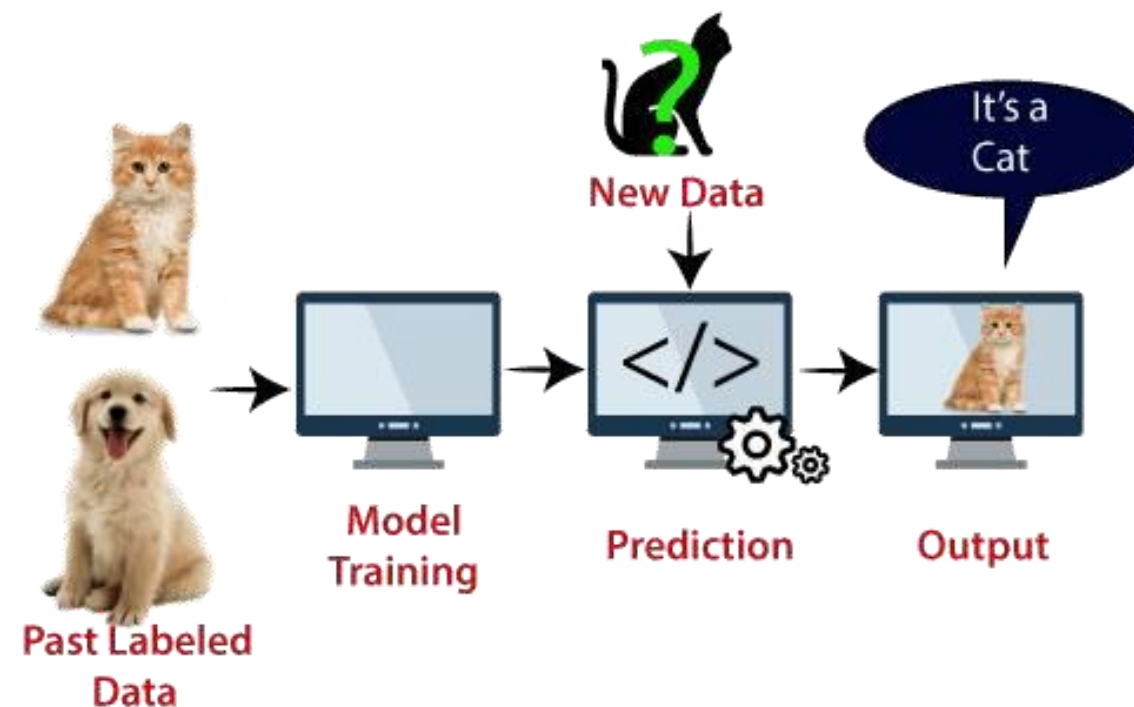 New Data
It's a
Cat
?
</>
Model
Training
Prediction
Output
Past Labeled
Data